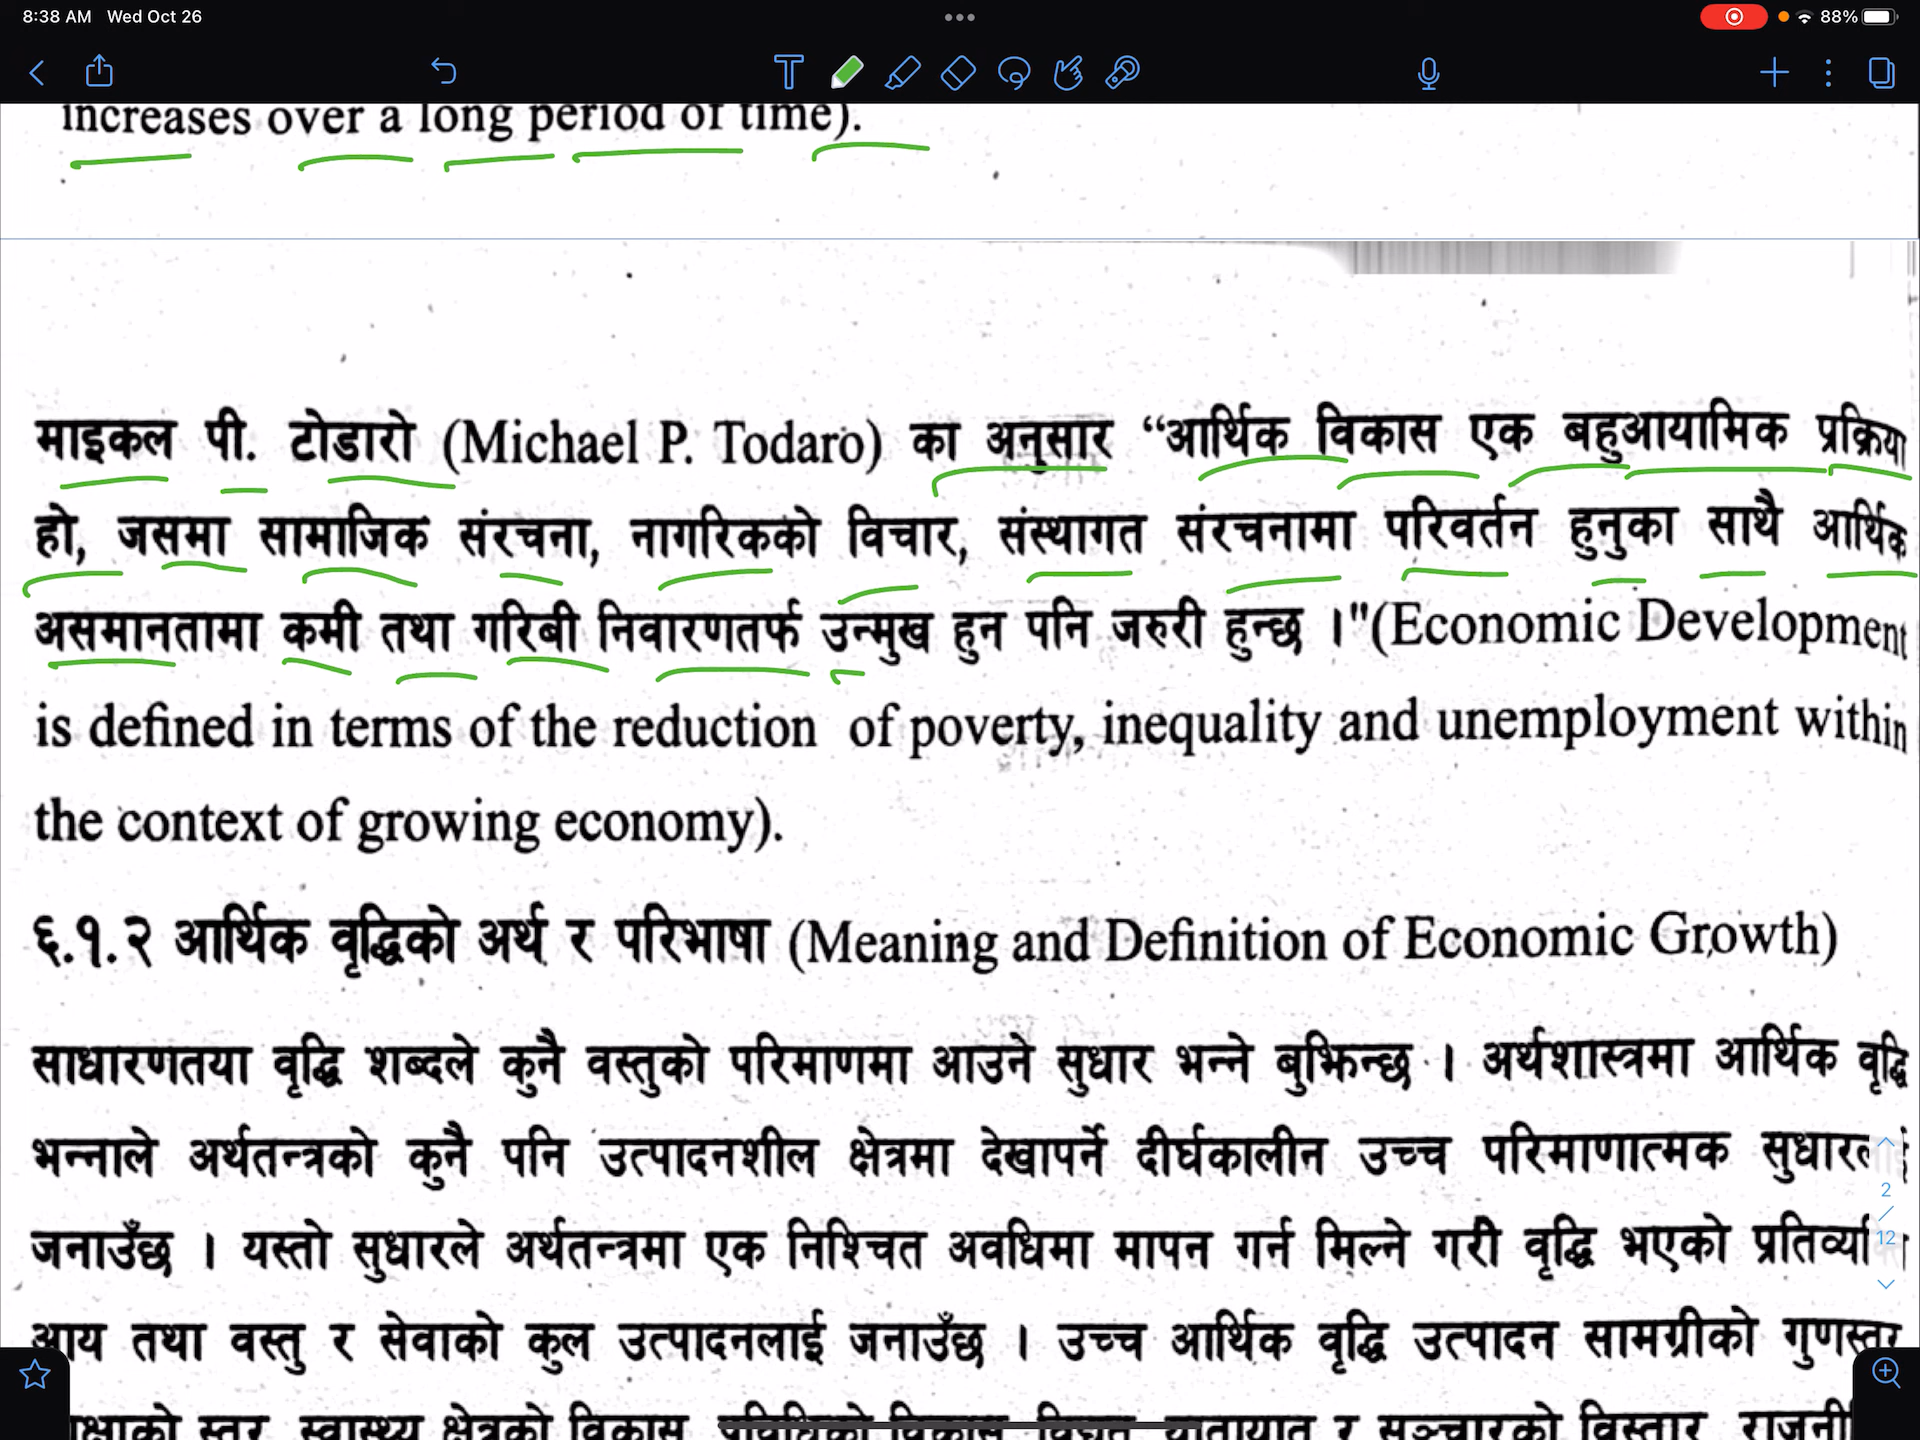 8:38 AM Wed Oct 26
88%
increases over a long period of time).
माइकल पी. टोडारो (Michael P. Todaro) का अनुसार “आर्थिक विकास एक बहुआयामिक प्रक्रिया
हो, जसमा सामाजिक संरचना, नागरिकको विचार, संस्थागत संरचनामा परिवर्तन हुनुका साथै आर्थिक
असमानतामा कमी तथा गरिबी निवारणतर्फ उन्मुख हुन पनि जरुरी हुन्छ ।"(Economic Development
is defined in terms of the reduction of poverty, inequality and unemployment within
the context of growing economy).
६.१.२ आर्थिक वृद्धिको अर्थ र परिभाषा (Meaning and Definition of Economic Growth)
साधारणतया वृद्धि शब्दले कुनै वस्तुको परिमाणमा आउने सुधार भन्ने बुझिन्छ । अर्थशास्त्रमा आर्थिक वृद्धि
भन्नाले अर्थतन्त्रको कुनै पनि उत्पादनशील क्षेत्रमा देखापर्ने दीर्घकालीन उच्च परिमाणात्मक
जनाउँछ । यस्तो सुधारले अर्थतन्त्रमा एक निश्चित अवधिमा मापन गर्न मिल्ने गरी वृद्धि भएको
आय तथा वस्तु र सेवाको कुल उत्पादनलाई जनाउँछ । उच्च आर्थिक वृद्धि उत्पादन सामग्रीको गुणस्तर
स्तर, स्वास्थ्य क्षेत्रको विकास, प्रविधिको विकास, विद्युत, यातायात र सञ्चारको विस्तार,
2
12